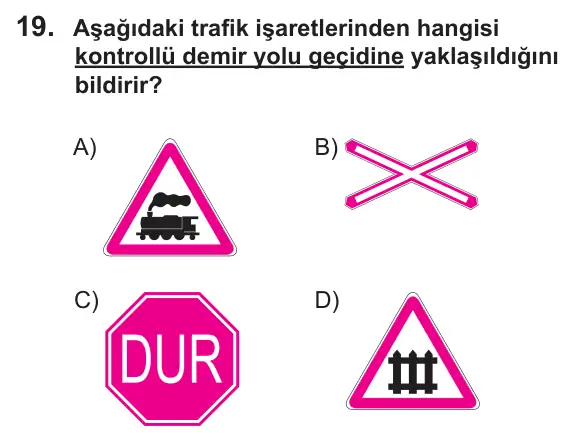 19. Aşağıdaki trafik işaretlerinden hangisi
kontrollü demir yolu geçidine yaklaşıldığını
bildirir?
A)
B)
C)
DUR
D)